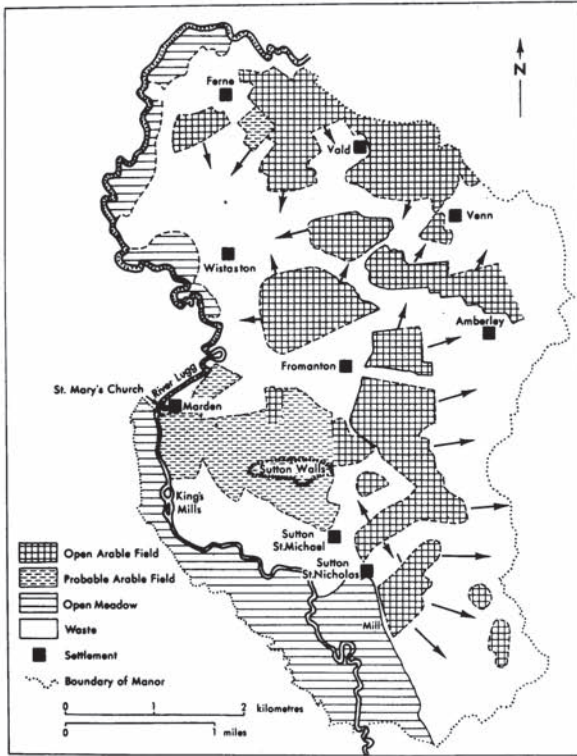 N
Ferne
Vald
Venn
Wistaston
Amberley
Fromanton
River Lugg
St. Mary's Church
Marden
Sutton Walls
King's
Mills
Sutton
St.Michael
Sutton
St.Nicholas
Mill
Open Arable Field
Probable Arable Field
Open Meadow
Waste
Settlement
Boundary of Manor
0 1 2 kilometres
0 1 miles